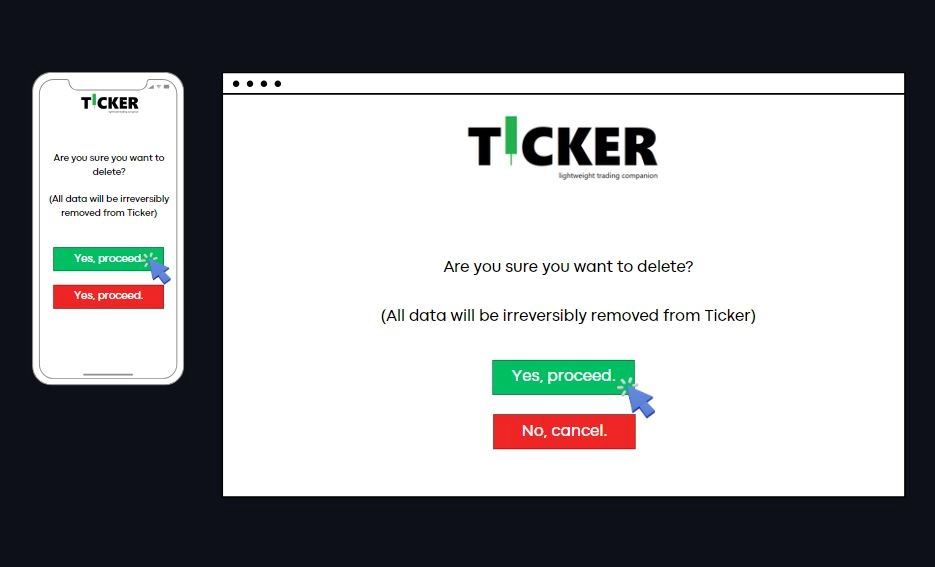 TICKER
lightweight trading companion
Are you sure you want to
delete?
(All data will be irreversibly
removed from Ticker)
Yes, proceed.
Yes, proceed.
TICKER
lightweight trading companion
Are you sure you want to delete?
(All data will be irreversibly removed from Ticker)
Yes, proceed.
No, cancel.